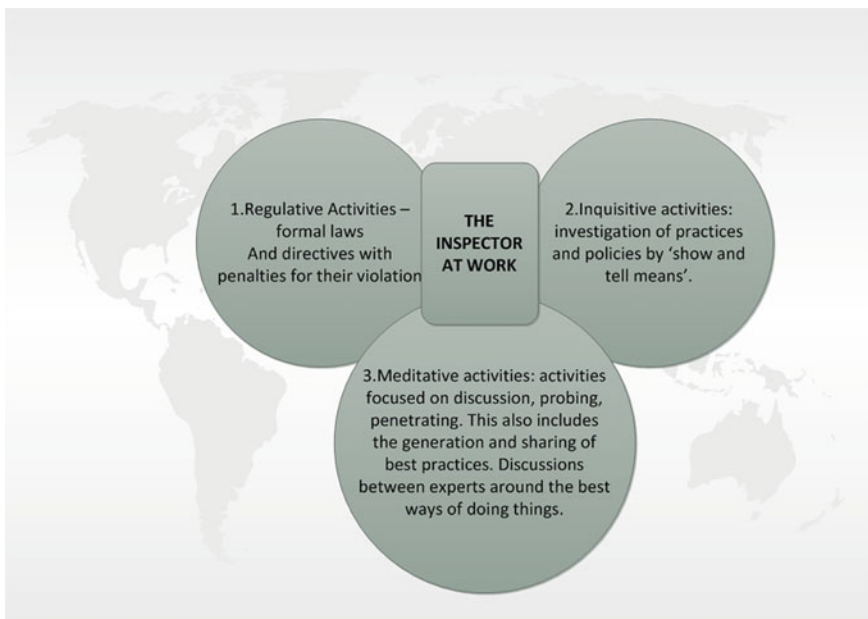 1.Regulative Activities –
formal laws
And directives with
penalties for their violation
THE
INSPECTOR
AT WORK
2.Inquisitive activities:
investigation of practices
and policies by ‘show and
tell means’.
3.Meditative activities: activities
focused on discussion, probing,
penetrating. This also includes
the generation and sharing of
best practices. Discussions
between experts around the best
ways of doing things.